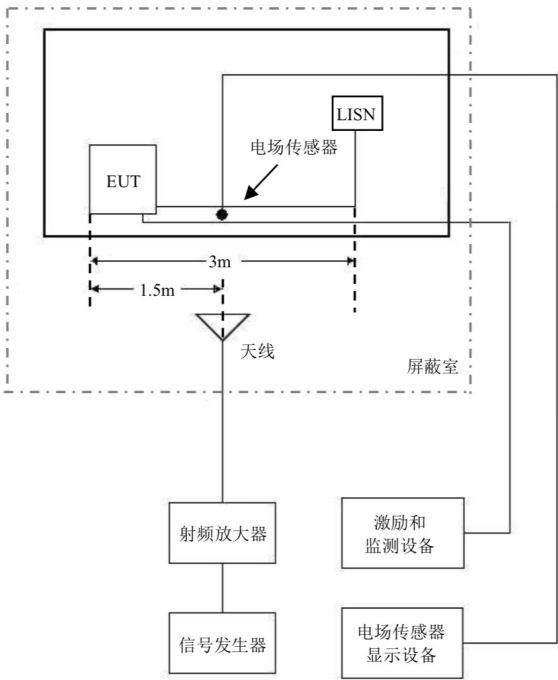 LISN
电场传感器
EUT
3m
1.5m
天线
屏蔽室
射频放大器
激励和
监测设备
信号发生器
电场传感器
显示设备